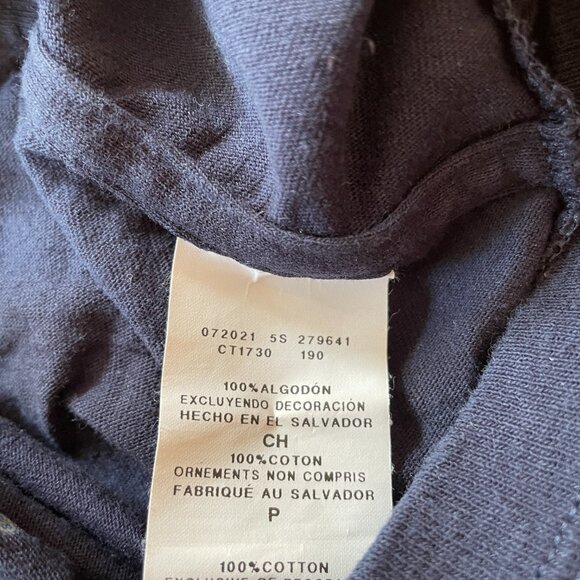 072021 5S 279641
CT1730 190
100%ALGODÓN
EXCLUYENDO DECORACIÓN
HECHO EN EL SALVADOR
CH
100%COTON
ORNEMENTS NON COMPRIS
FABRIQUÉ AU SALVADOR
P
100%COTTON